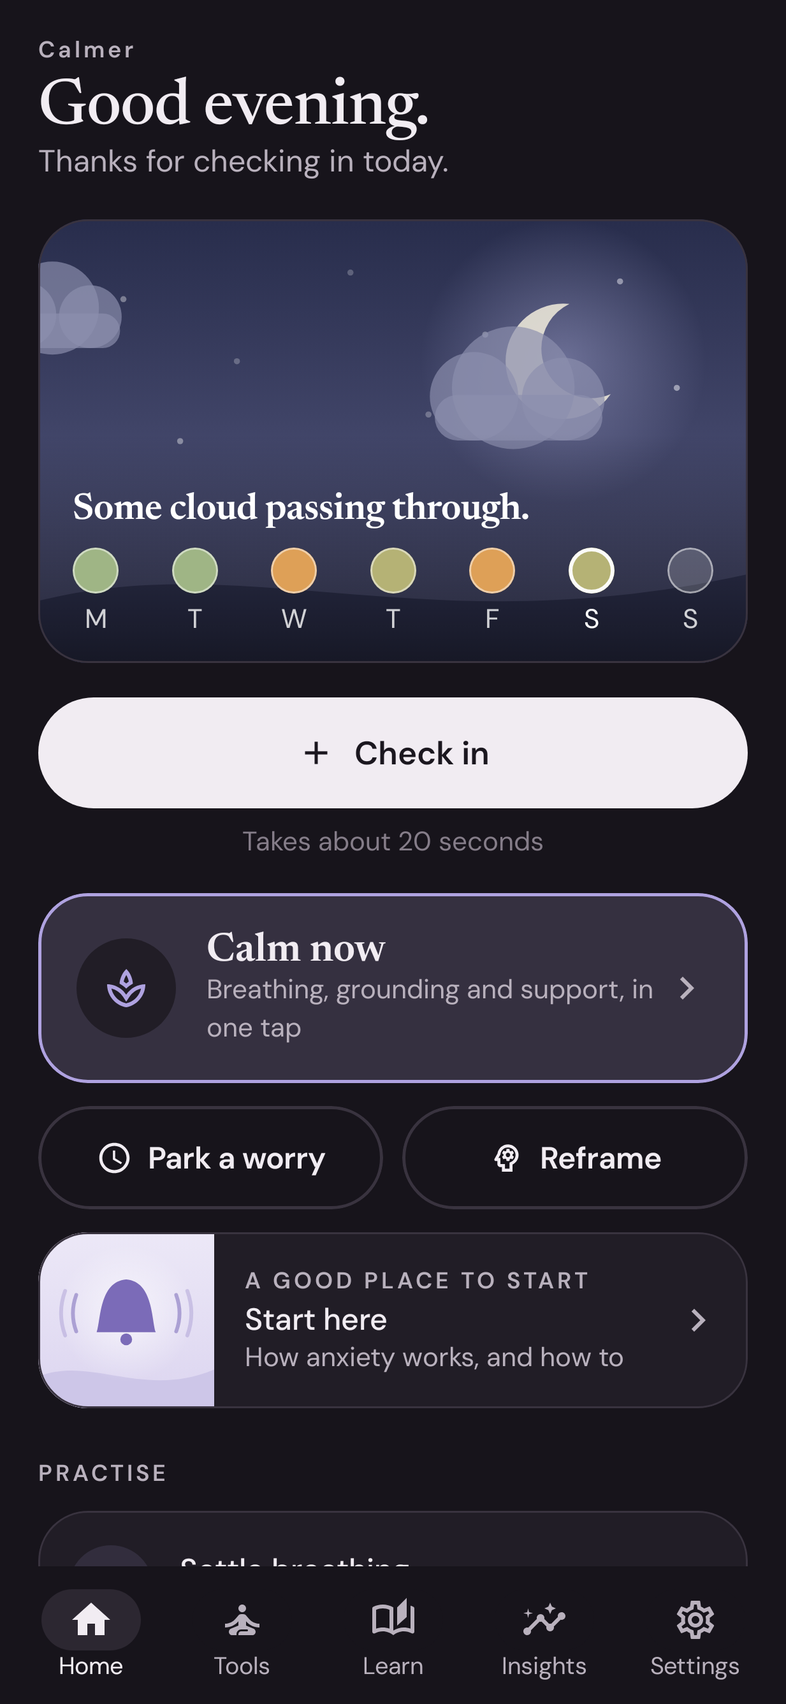 Calmer
Good evening.
Thanks for checking in today.
Some cloud passing through.
M T W T F S S
+ Check in
Takes about 20 seconds
Calm now
Breathing, grounding and support, in
one tap
Park a worry
Reframe
A GOOD PLACE TO START
Start here
How anxiety works, and how to
PRACTISE
Settle breathing
Home Tools Learn Insights Settings